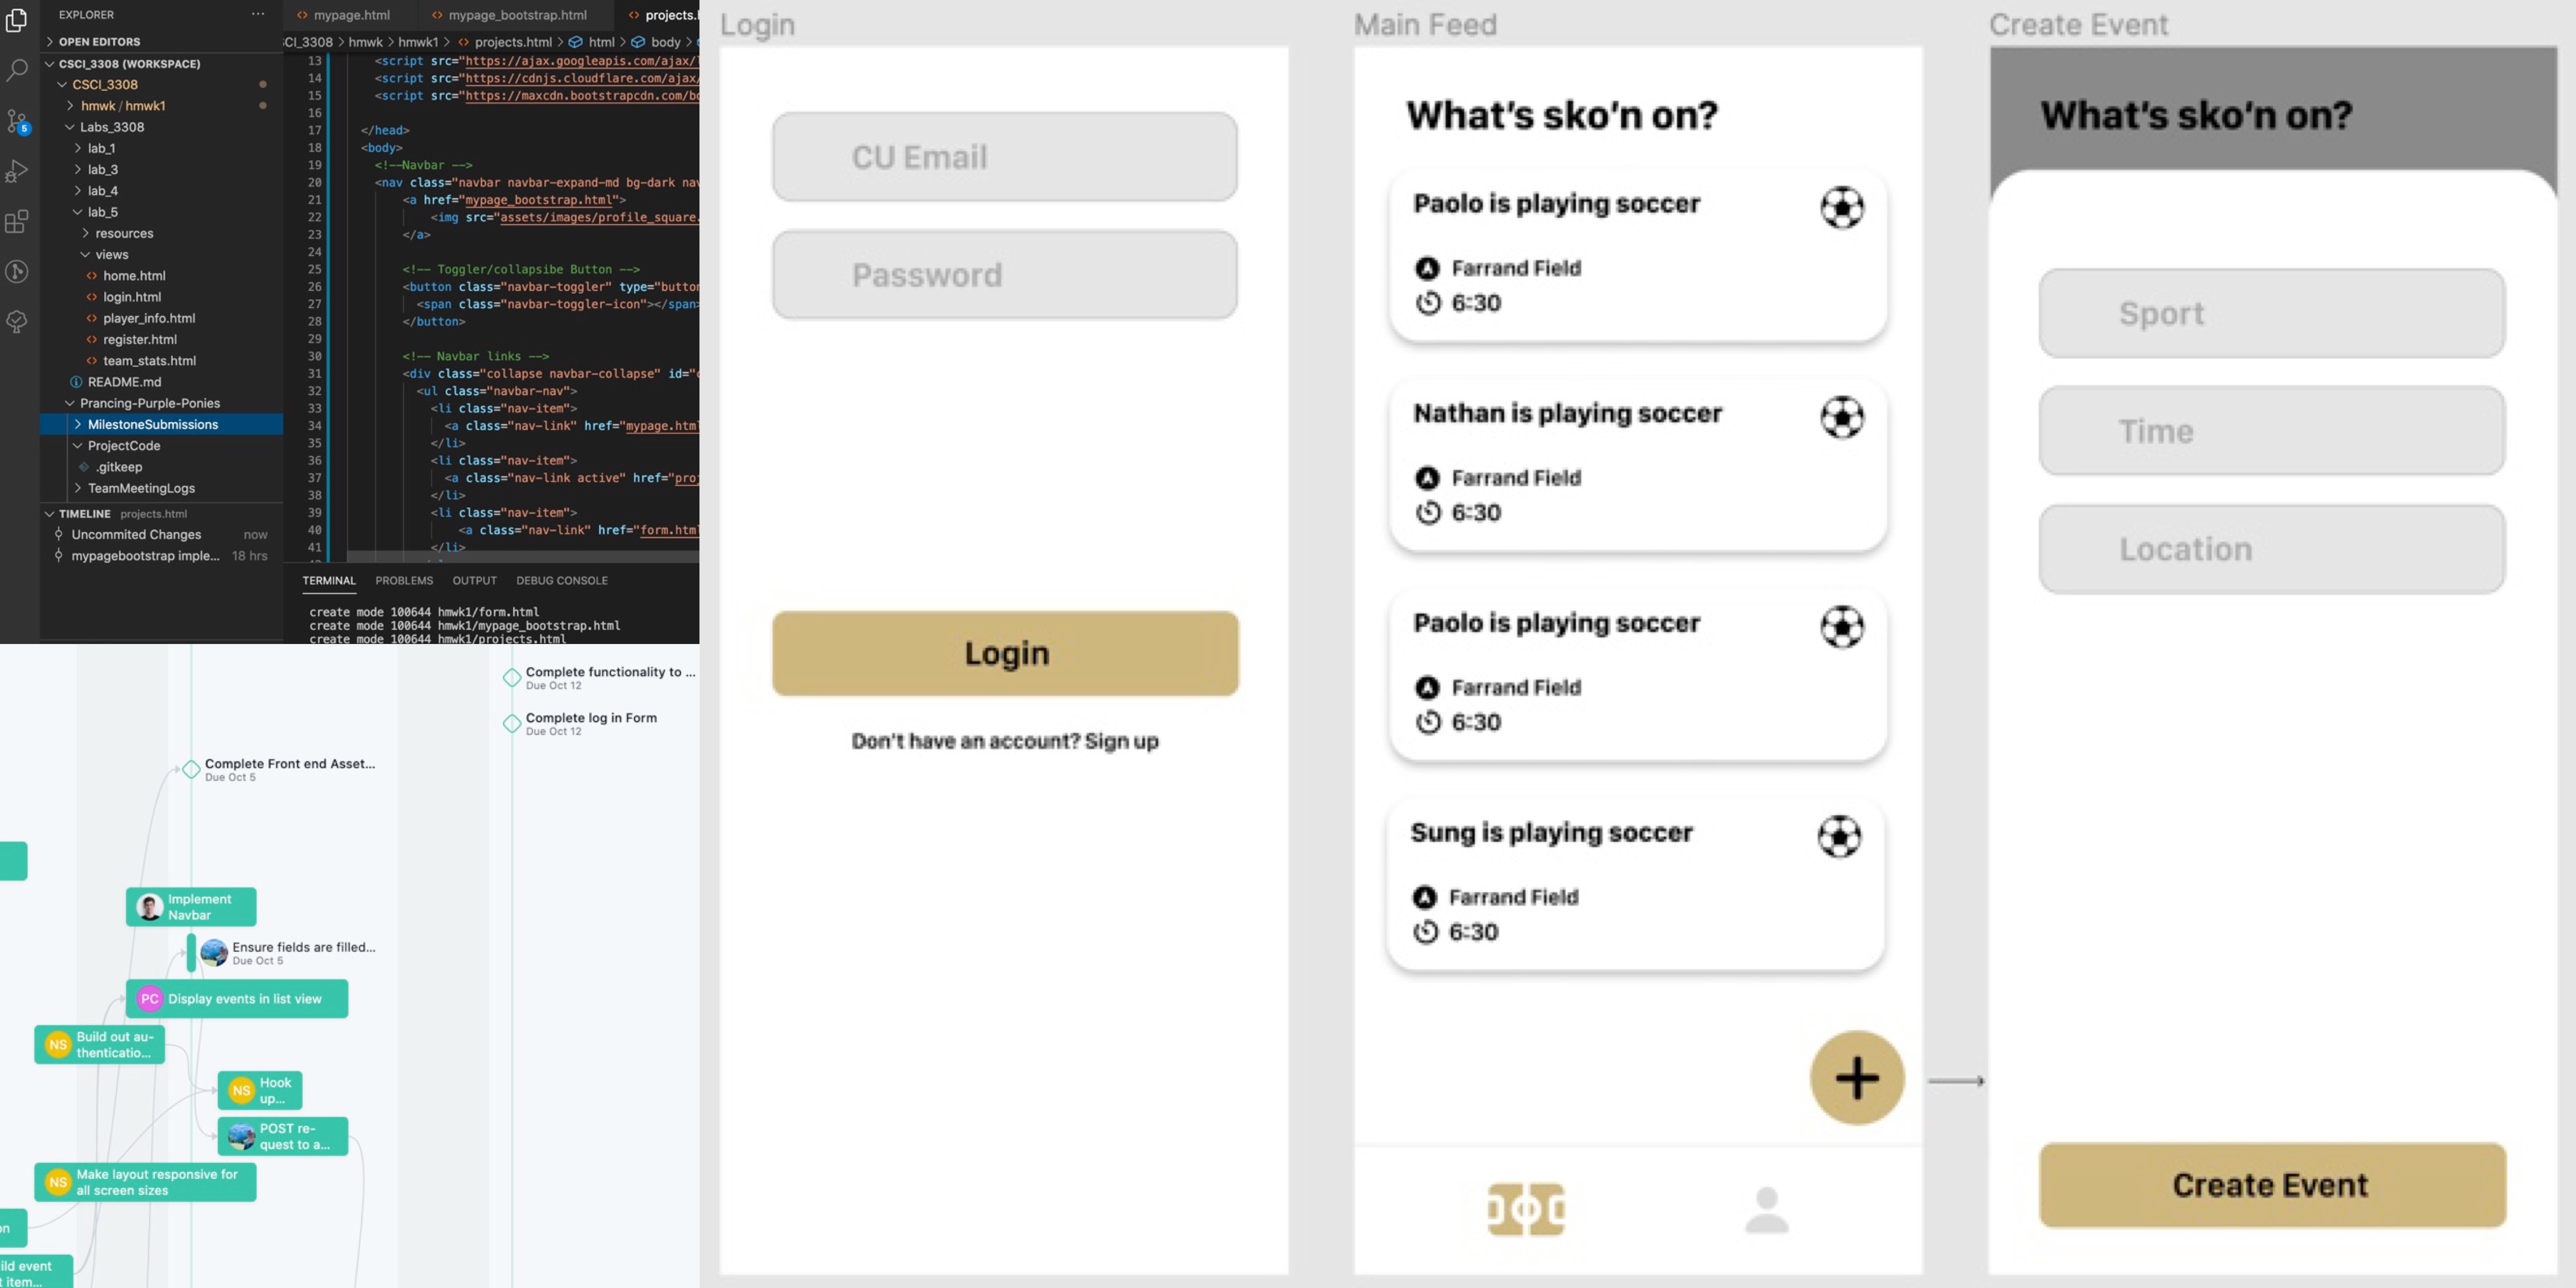 EXPLORER
OPEN EDITORS
CSCI_3308 (WORKSPACE)
CSCI_3308
hmwk / hmwk1
Labs_3308
lab_1
lab_3
lab_4
lab_5
resources
views
home.html
login.html
player_info.html
register.html
team_stats.html
README.md
Prancing-Purple-Ponies
MilestoneSubmissions
ProjectCode
.gitkeep
TeamMeetingLogs
TIMELINE projects.html
Uncommited Changes now
mypagebootstrap imple... 18 hrs
5
mypage.html
mypage_bootstrap.html
projects.
CI_3308 > hmwk > hmwk1 > projects.html > html > body >
13 <script src="https://ajax.googleapis.com/ajax/
14 <script src="https://cdnjs.cloudflare.com/ajax/
15 <script src="https://maxcdn.bootstrapcdn.com/bo
16
17 </head>
18 <body>
19 <!--Navbar -->
20 <nav class="navbar navbar-expand-md bg-dark nav
21 <a href="mypage_bootstrap.html">
22 <img src="assets/images/profile_square.
23 </a>
24
25 <!-- Toggler/collapsibe Button -->
26 <button class="navbar-toggler" type="button
27 <span class="navbar-toggler-icon"></span>
28 </button>
29
30 <!-- Navbar links -->
31 <div class="collapse navbar-collapse" id="c
32 <ul class="navbar-nav">
33 <li class="nav-item">
34 <a class="nav-link" href="mypage.htm
35 </li>
36 <li class="nav-item">
37 <a class="nav-link active" href="proj
38 </li>
39 <li class="nav-item">
40 <a class="nav-link" href="form.htm
41 </li>
TERMINAL PROBLEMS OUTPUT DEBUG CONSOLE
create mode 100644 hmwk1/form.html
create mode 100644 hmwk1/mypage_bootstrap.html
create mode 100644 hmwk1/projects.html
Complete functionality to ...
Due Oct 12
Complete log in Form
Due Oct 12
Complete Front end Asset...
Due Oct 5
Implement
Navbar
Ensure fields are filled...
Due Oct 5
PC Display events in list view
NS Build out au-
thenticatio...
NS Hook
up...
POST re-
quest to a...
NS Make layout responsive for
all screen sizes
on
ild event
t item...
Login
CU Email
Password
Login
Don't have an account? Sign up
Main Feed
What's sko'n on?
Paolo is playing soccer
Farrand Field
6:30
Nathan is playing soccer
Farrand Field
6:30
Paolo is playing soccer
Farrand Field
6:30
Sung is playing soccer
Farrand Field
6:30
Create Event
What's sko'n on?
Sport
Time
Location
Create Event